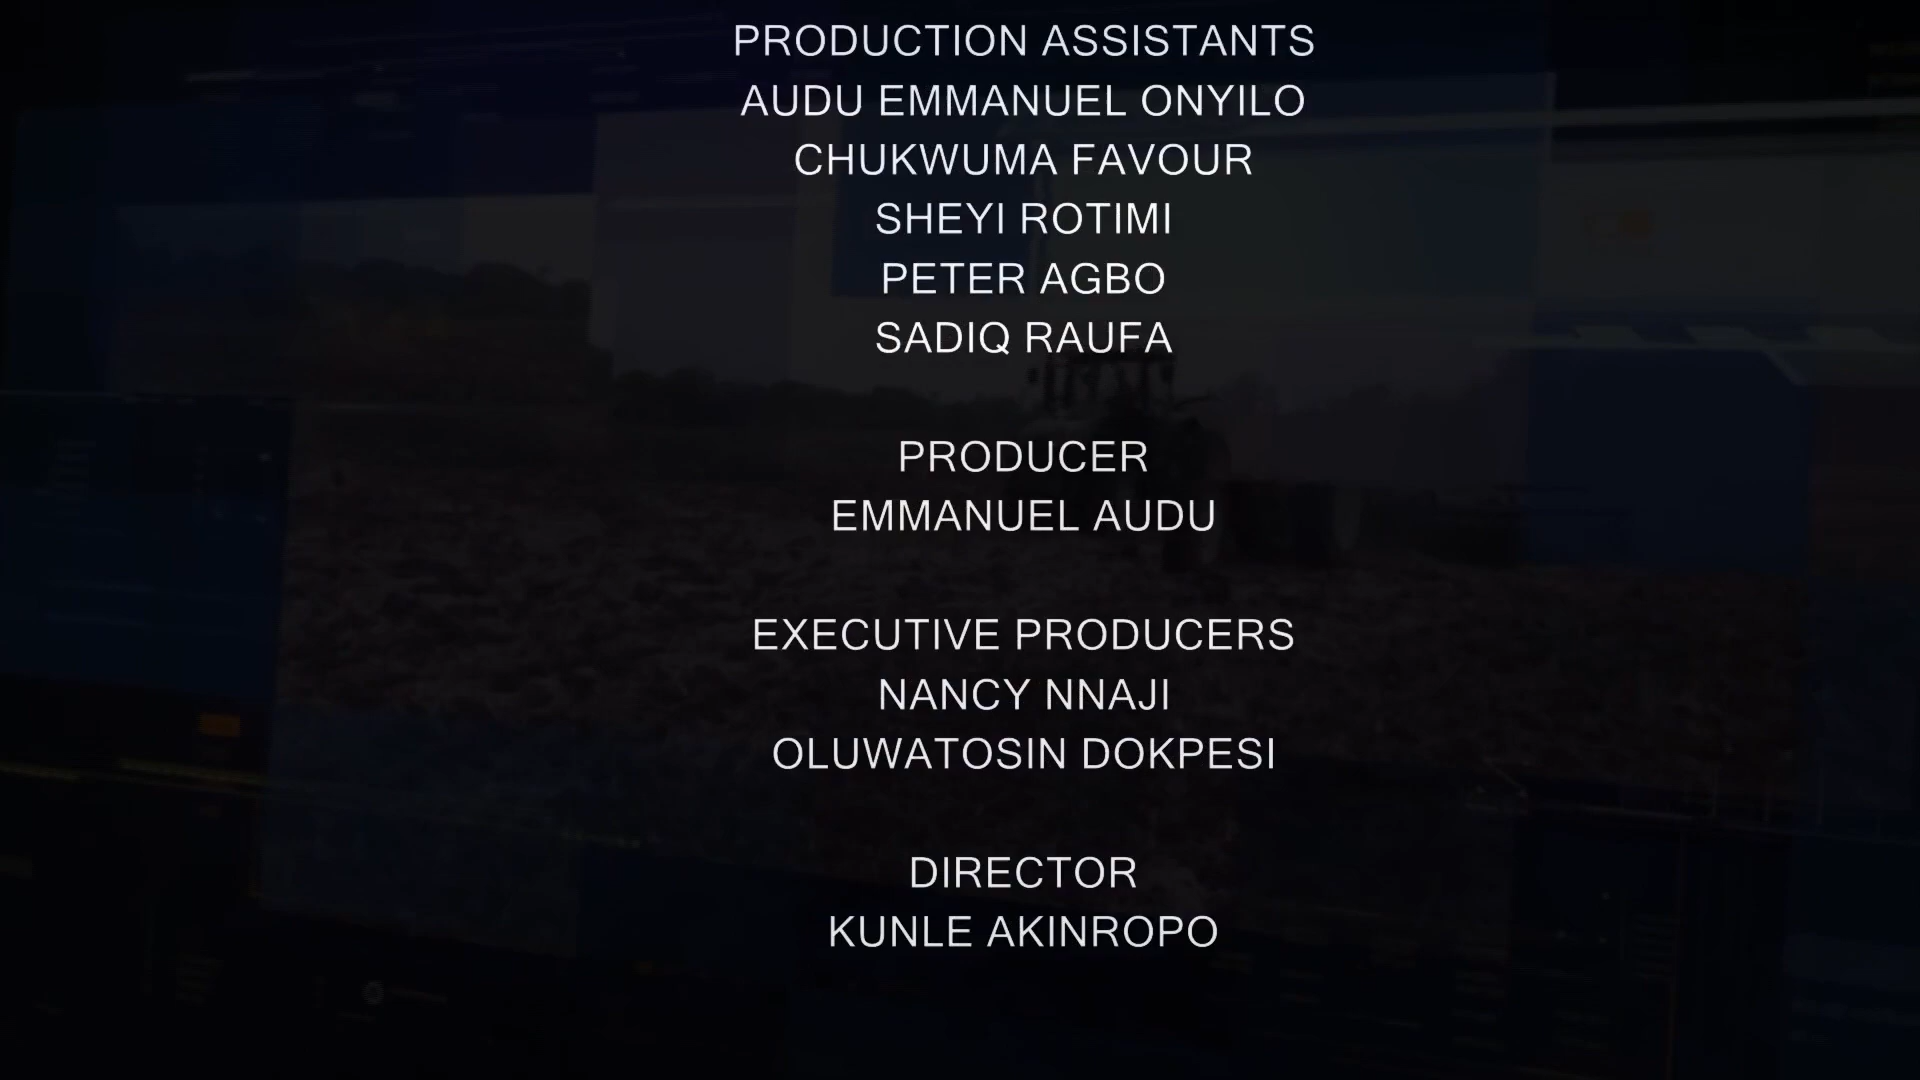 PRODUCTION ASSISTANTS
AUDU EMMANUEL ONYILO
CHUKWUMA FAVOUR
SHEYI ROTIMI
PETER AGBO
SADIQ RAUFA
PRODUCER
EMMANUEL AUDU
EXECUTIVE PRODUCERS
NANCY NNAJI
OLUWATOSIN DOKPESI
DIRECTOR
KUNLE AKINROPO